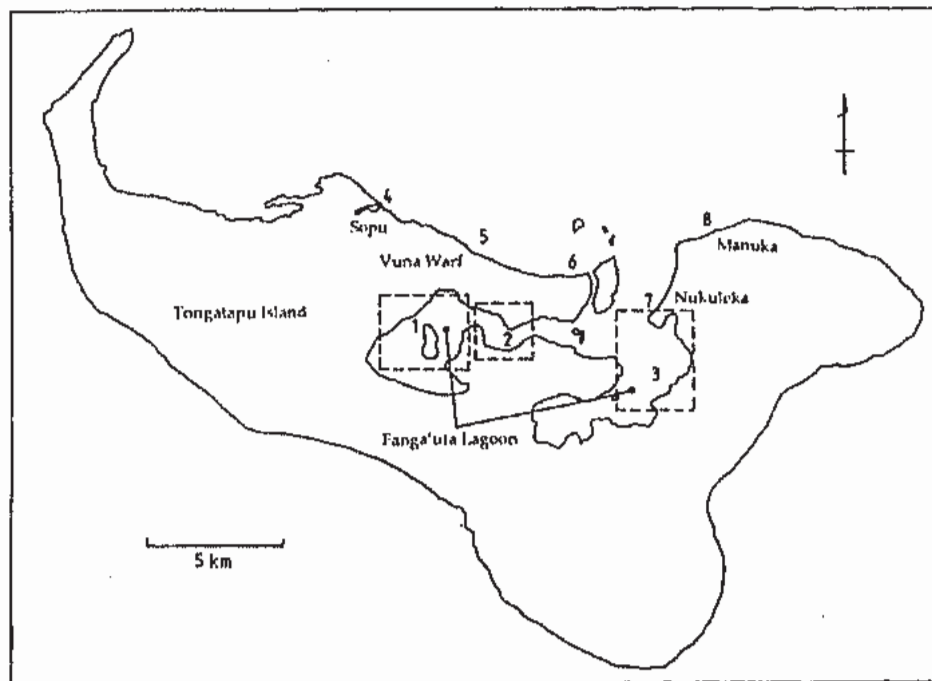 4
Sopu
5
8
Manuka
Vuna Warf
6
Tongatapu Island
7
Nukuleka
1
2
3
Fanga'uta Lagoon
5 km